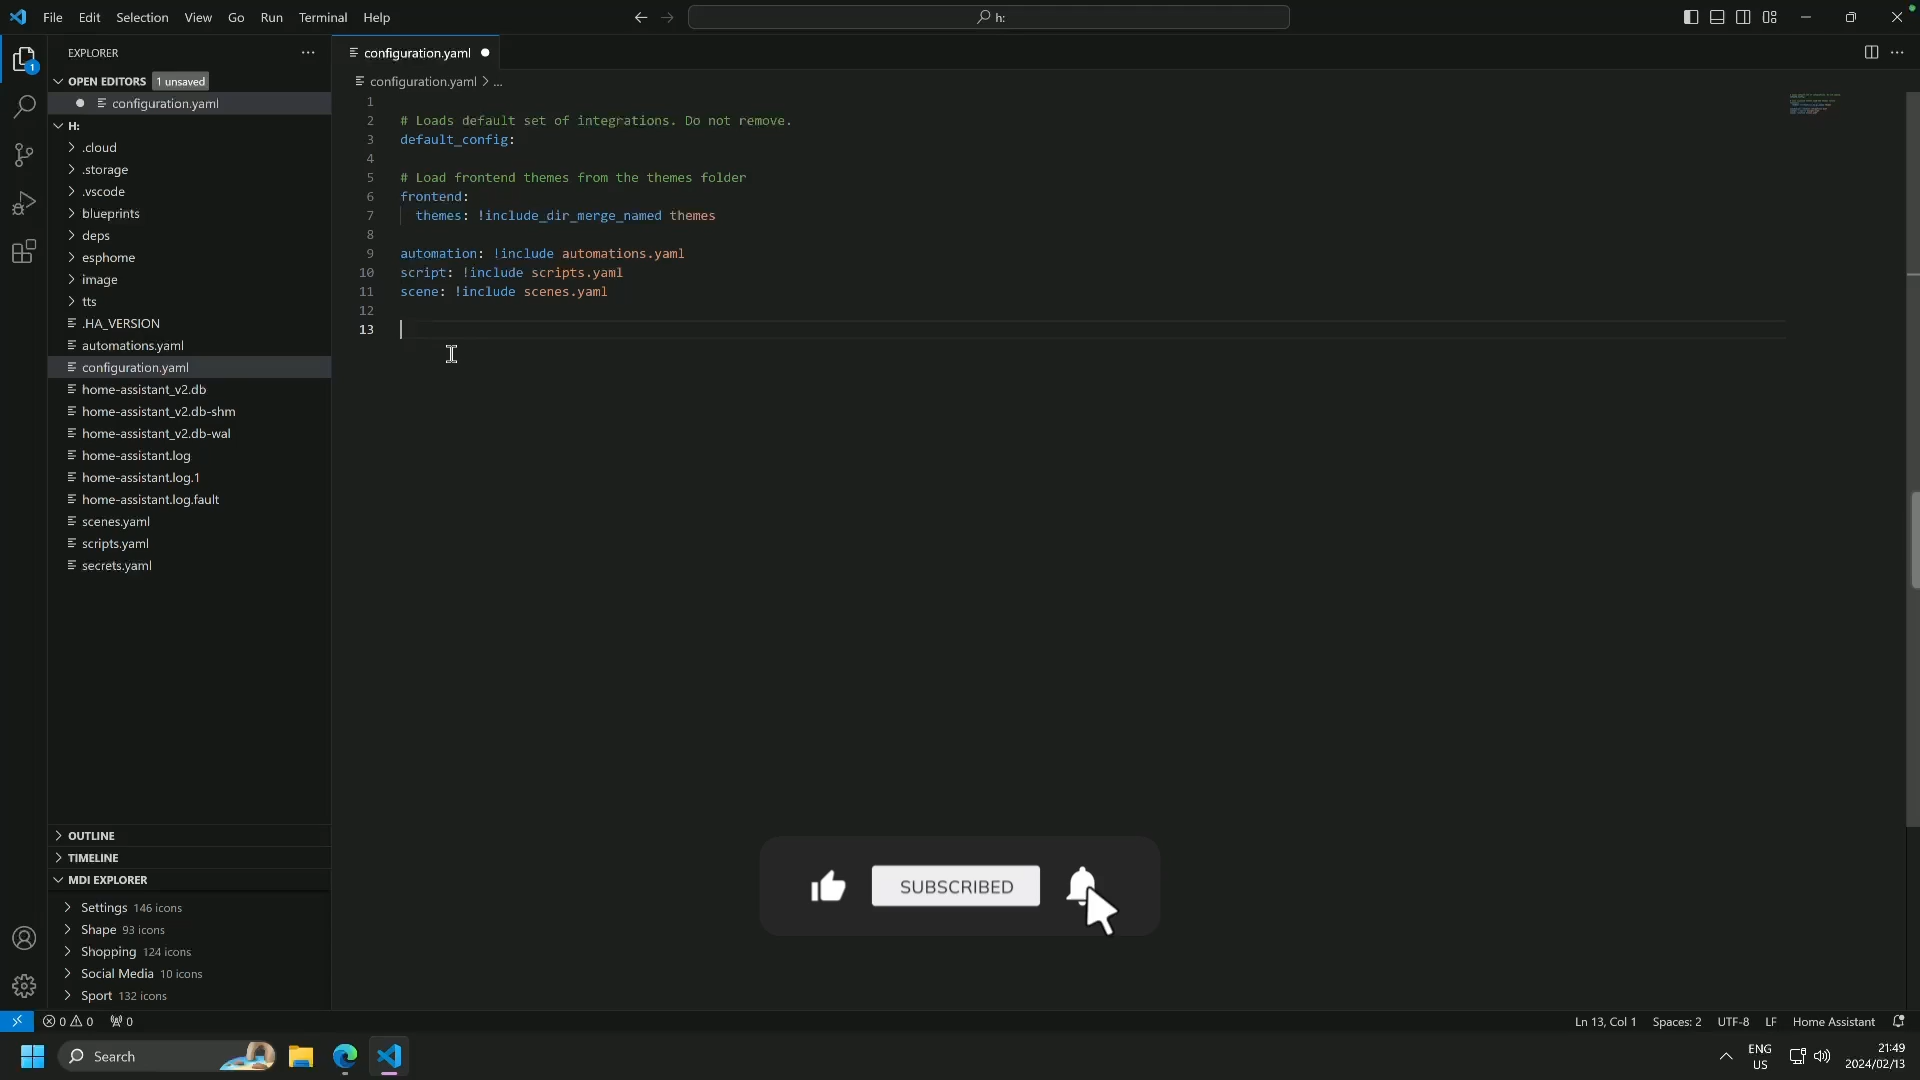 File Edit Selection View Go Run Terminal Help
h:
EXPLORER
OPEN EDITORS 1 unsaved
configuration.yaml
H:
.cloud
.storage
.vscode
blueprints
deps
esphome
image
tts
.HA_VERSION
automations.yaml
configuration.yaml
home-assistant_v2.db
home-assistant_v2.db-shm
home-assistant_v2.db-wal
home-assistant.log
home-assistant.log.1
home-assistant.log.fault
scenes.yaml
scripts.yaml
secrets.yaml
OUTLINE
TIMELINE
MDI EXPLORER
Settings 146 icons
Shape 93 icons
Shopping 124 icons
Social Media 10 icons
Sport 132 icons
configuration.yaml
configuration.yaml > ...
1
2 # Loads default set of integrations. Do not remove.
3 default_config:
4
5 # Load frontend themes from the themes folder
6 frontend:
7 themes: !include_dir_merge_named themes
8
9 automation: !include automations.yaml
10 script: !include scripts.yaml
11 scene: !include scenes.yaml
12
13
SUBSCRIBED
1
0 0 0
Ln 13, Col 1 Spaces: 2 UTF-8 LF Home Assistant
Search
ENG
US
21:49
2024/02/13